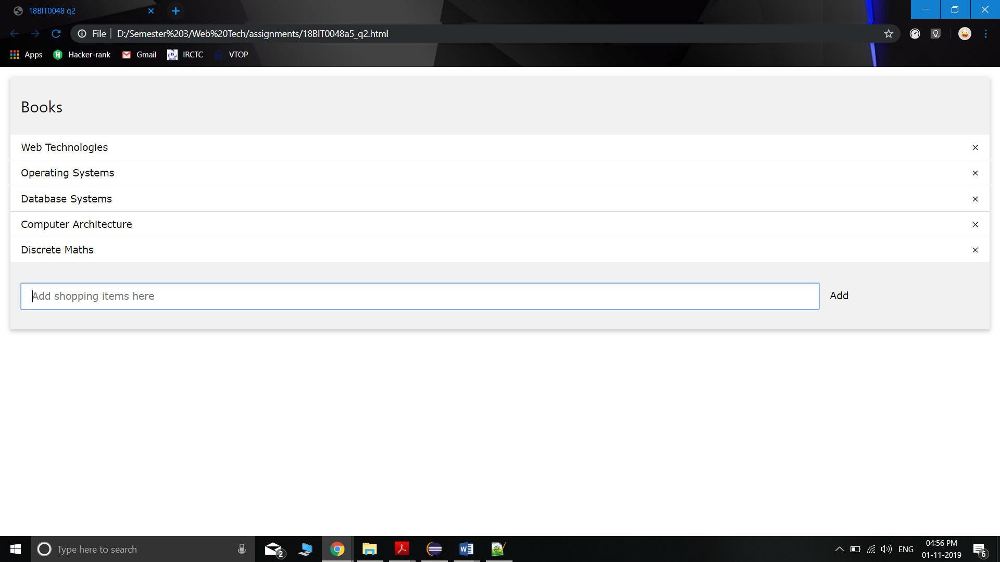 18BIT0048 q2
File D:/Semester%203/Web%20Tech/assignments/18BIT0048a5_q2.html
Apps Hacker-rank Gmail IRCTC VTOP
Books
Web Technologies ×
Operating Systems ×
Database Systems ×
Computer Architecture ×
Discrete Maths ×
Add shopping items here Add
Type here to search 2 ENG 04:56 PM
01-11-2019 6